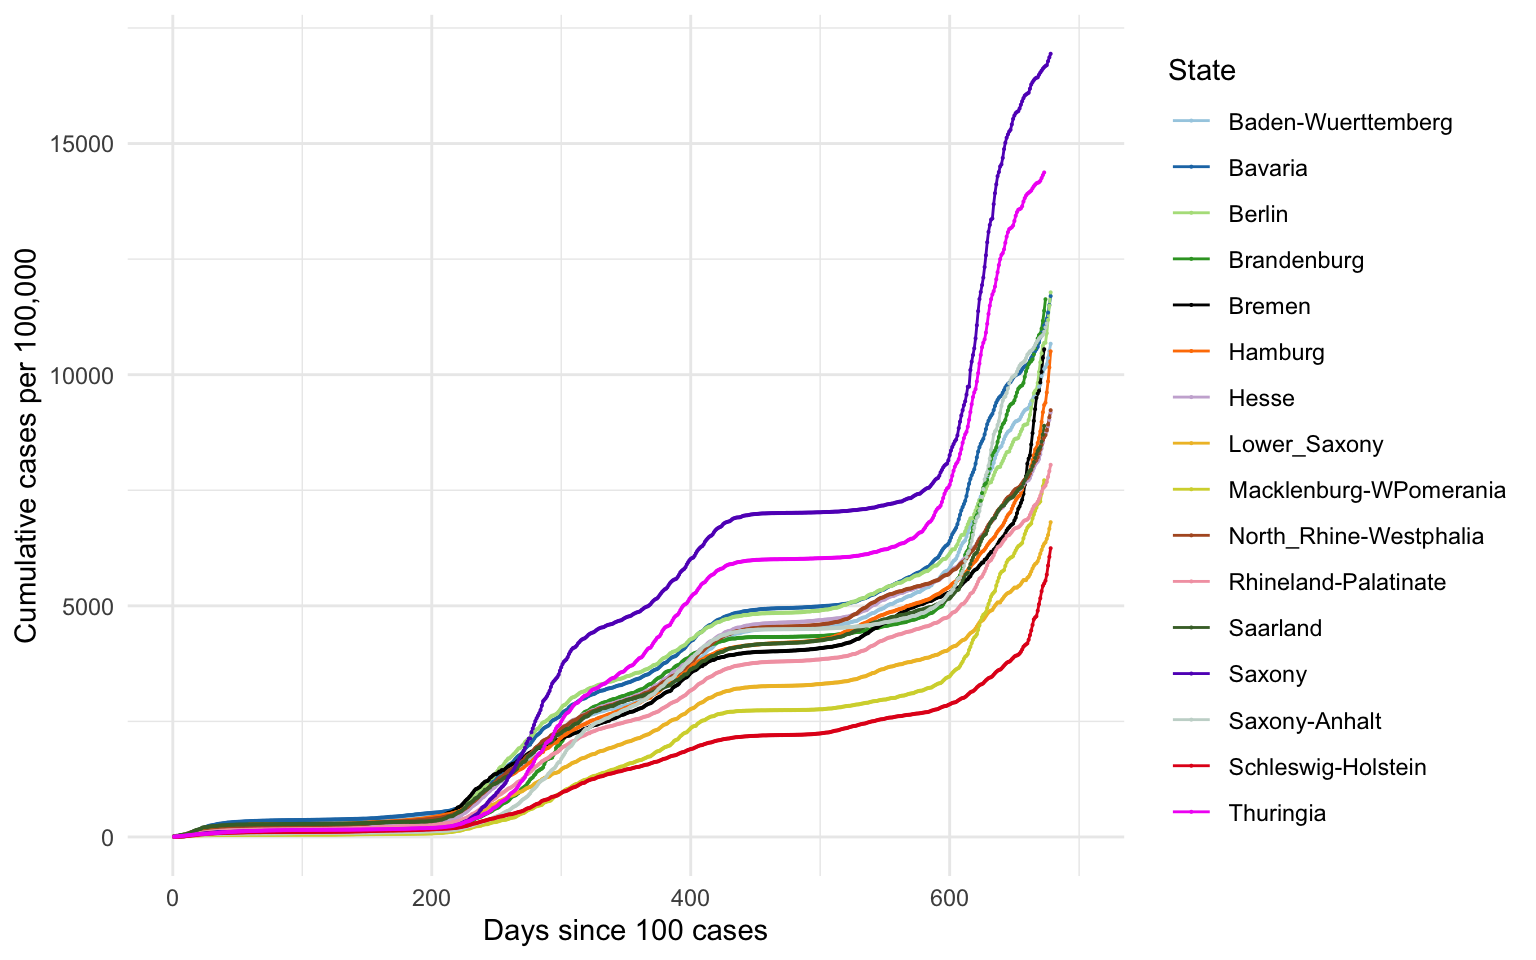 Cumulative cases per 100,000
15000
10000
5000
0
0
200
400
600
Days since 100 cases
State
Baden-Wuerttemberg
Bavaria
Berlin
Brandenburg
Bremen
Hamburg
Hesse
Lower_Saxony
Macklenburg-WPomerania
North_Rhine-Westphalia
Rhineland-Palatinate
Saarland
Saxony
Saxony-Anhalt
Schleswig-Holstein
Thuringia